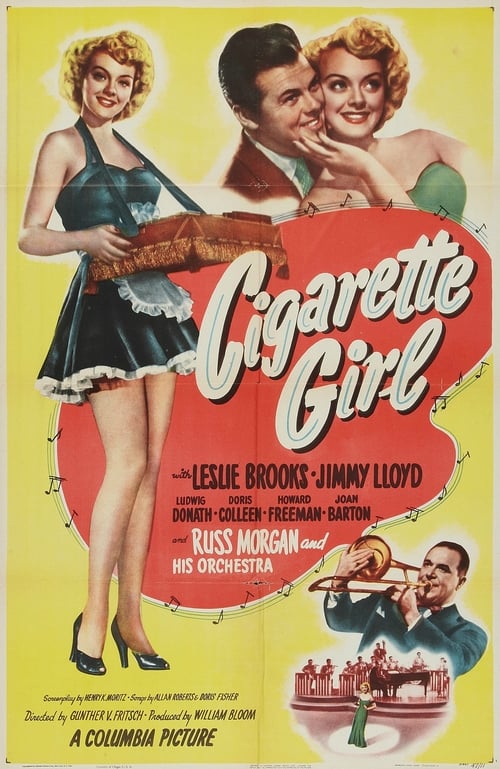 Cigarette
Girl
with LESLIE BROOKS • JIMMY LLOYD
LUDWIG DORIS HOWARD JOAN
DONATH • COLLEEN • FREEMAN • BARTON
and RUSS MORGAN and
HIS ORCHESTRA
Screenplay by HENRY K. MORITZ • Songs by ALLAN ROBERTS & DORIS FISHER
Directed by GUNTHER V. FRITSCH • Produced by WILLIAM BLOOM
A COLUMBIA PICTURE